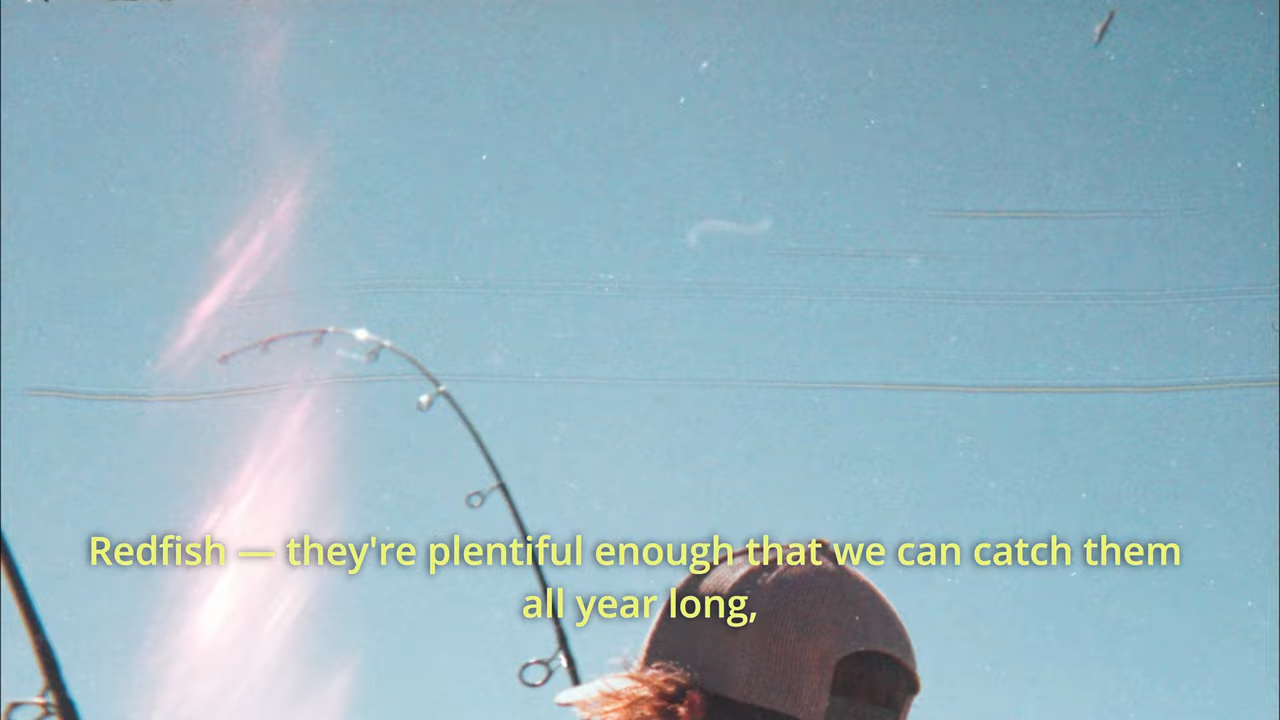 Redfish — they're plentiful enough that we can catch them
all year long,